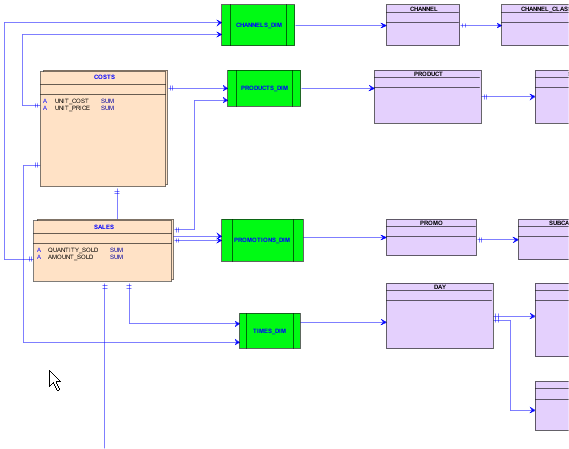 CHANNELS_DIM
CHANNEL
CHANNEL_CLAS
COSTS
A UNIT_COST SUM
A UNIT_PRICE SUM
PRODUCTS_DIM
PRODUCT
SALES
A QUANTITY_SOLD SUM
A AMOUNT_SOLD SUM
PROMOTIONS_DIM
PROMO
SUBCA
DAY
TIMES_DIM